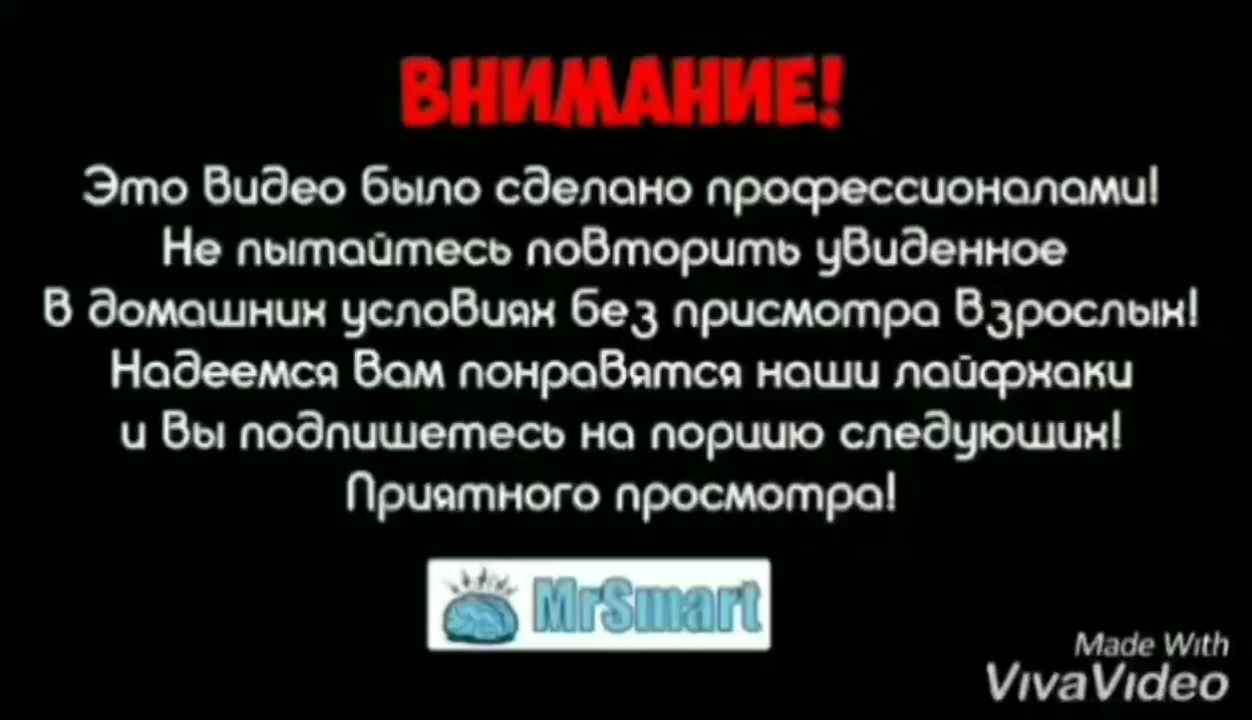 ВНИМАНИЕ!
Это видео было сделано профессионалами!
Не пытайтесь повторить увиденное
в домашних условиях без присмотра взрослых!
Надеемся вам понравятся наши лайфхаки
и вы подпишетесь на порцию следующих!
Приятного просмотра!
MrSmart
Made With
VivaVideo